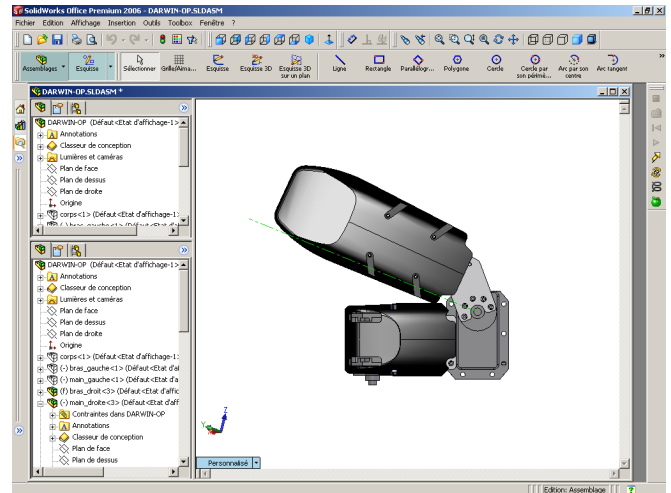 SolidWorks Office Premium 2006 - DARWIN-OP.SLDASM *
Fichier Edition Affichage Insertion Outils Toolbox Fenêtre ?
Assemblages Esquisse Sélectionner Grille/Aima... Esquisse Esquisse 3D Esquisse 3D sur un plan Ligne Rectangle Parallélogr... Polygone Cercle Cercle par son périmè... Arc par son centre Arc tangent
DARWIN-OP.SLDASM *
DARWIN-OP (Défaut<Etat d'affichage-1>
Annotations
Classeur de conception
Lumières et caméras
Plan de face
Plan de dessus
Plan de droite
Origine
corps<1> (Défaut<Etat d'affichage-1>
(-) bras_gauche<1> (Défaut<Etat d'af
DARWIN-OP (Défaut<Etat d'affichage-1>
Annotations
Classeur de conception
Lumières et caméras
Plan de face
Plan de dessus
Plan de droite
Origine
corps<1> (Défaut<Etat d'affichage-1>
(-) bras_gauche<1> (Défaut<Etat d'af
(-) main_gauche<1> (Défaut<Etat d'a
(f) bras_droit<3> (Défaut<Etat d'affic
(-) main_droite<3> (Défaut<Etat d'aff
Contraintes dans DARWIN-OP
Annotations
Classeur de conception
Plan de face
Plan de dessus
Z
Y
Personnalisé
Edition: Assemblage